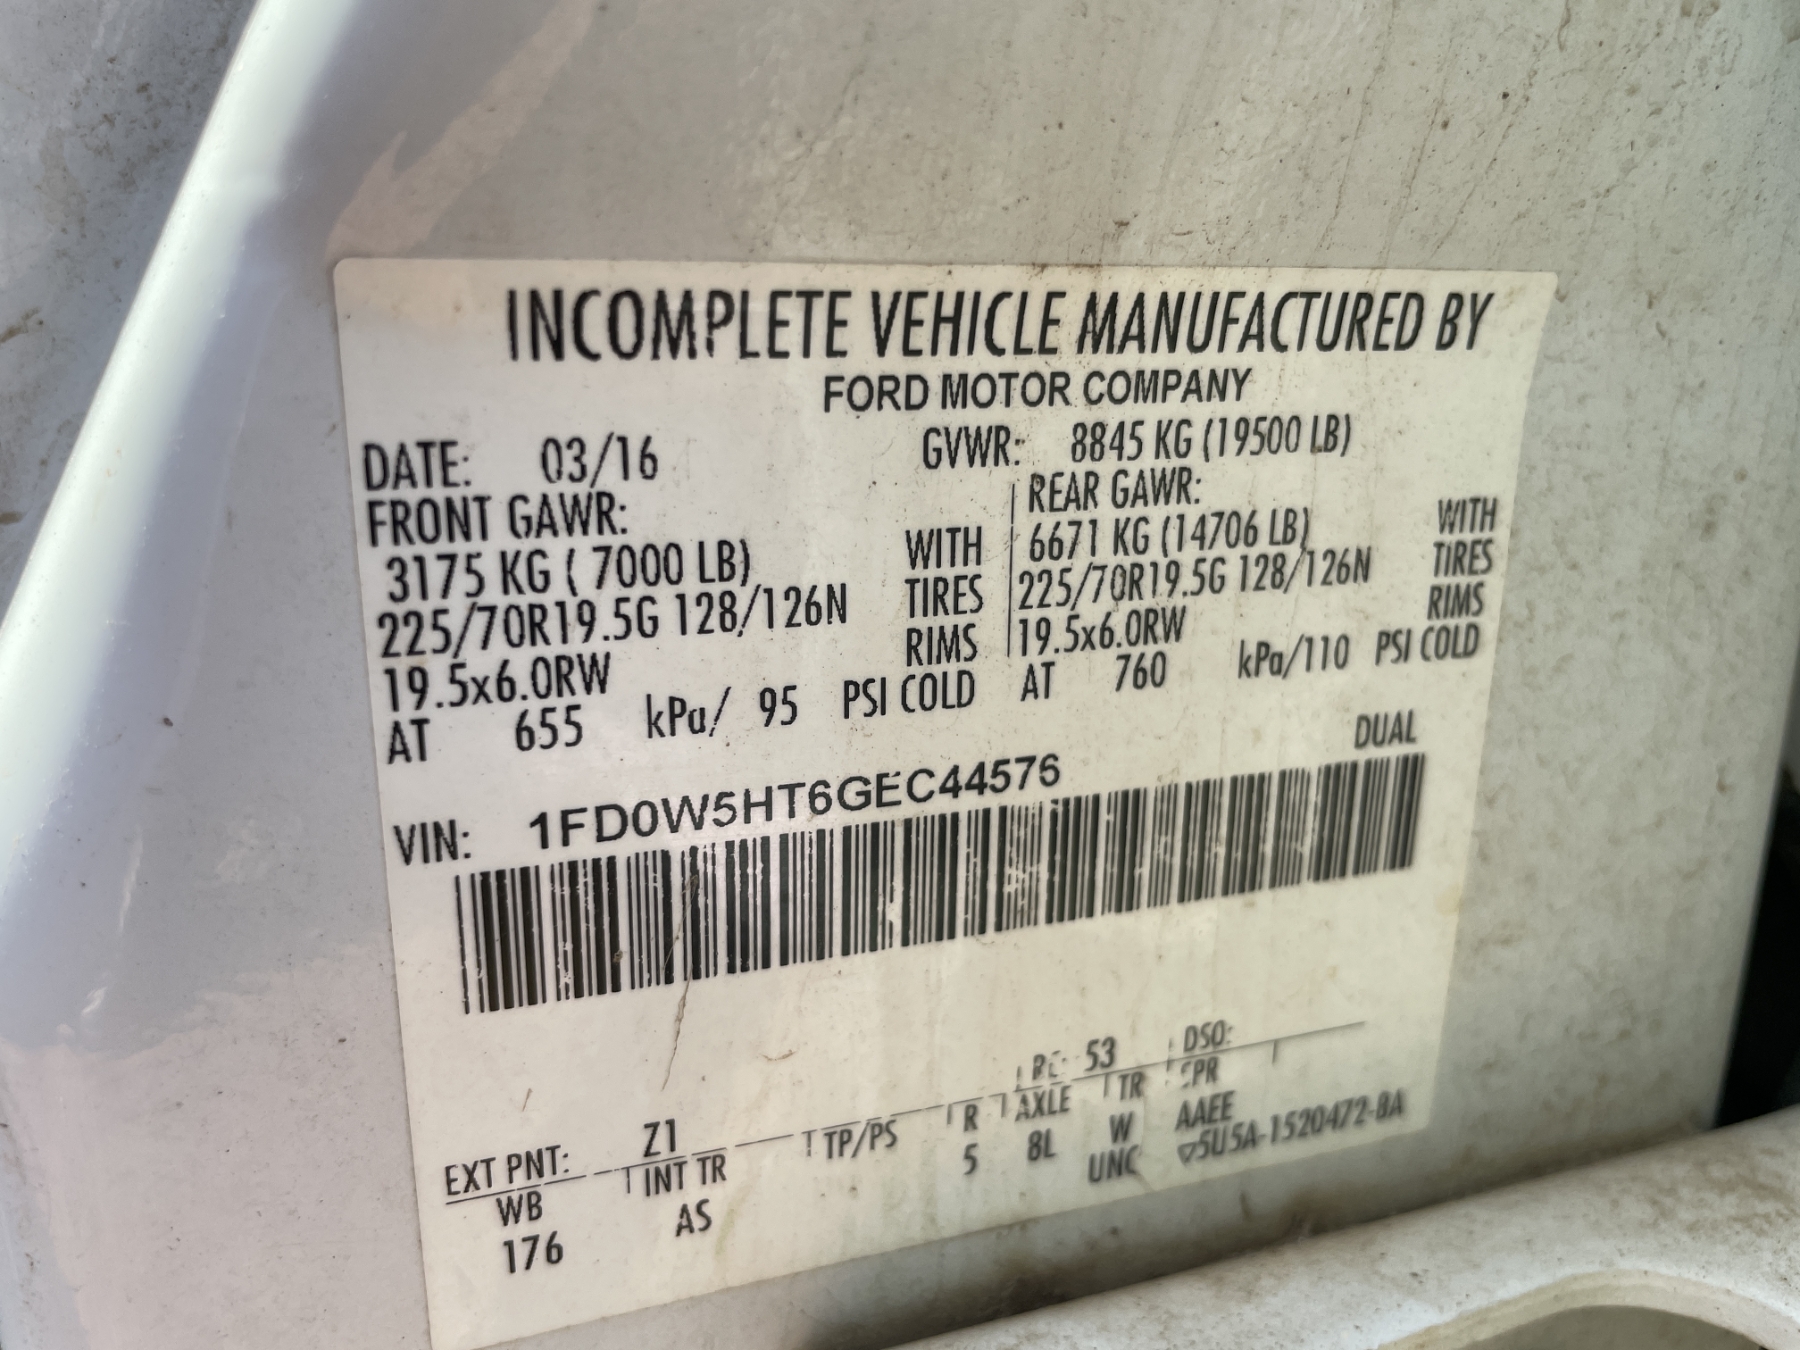 INCOMPLETE VEHICLE MANUFACTURED BY
FORD MOTOR COMPANY
DATE: 03/16 GVWR: 8845 KG (19500 LB)
FRONT GAWR: REAR GAWR:
3175 KG ( 7000 LB) WITH 6671 KG (14706 LB) WITH
225/70R19.5G 128/126N TIRES 225/70R19.5G 128/126N TIRES
19.5x6.0RW RIMS 19.5x6.0RW RIMS
AT 655 kPa/ 95 PSI COLD AT 760 kPa/110 PSI COLD
DUAL
VIN: 1FD0W5HT6GEC44576
EXT PNT: Z1 RC: 53 DSO:
WB INT TR TP/PS R AXLE TR SPR
176 AS 5 8L W AAEE
UNC ▽5U5A-1520472-BA